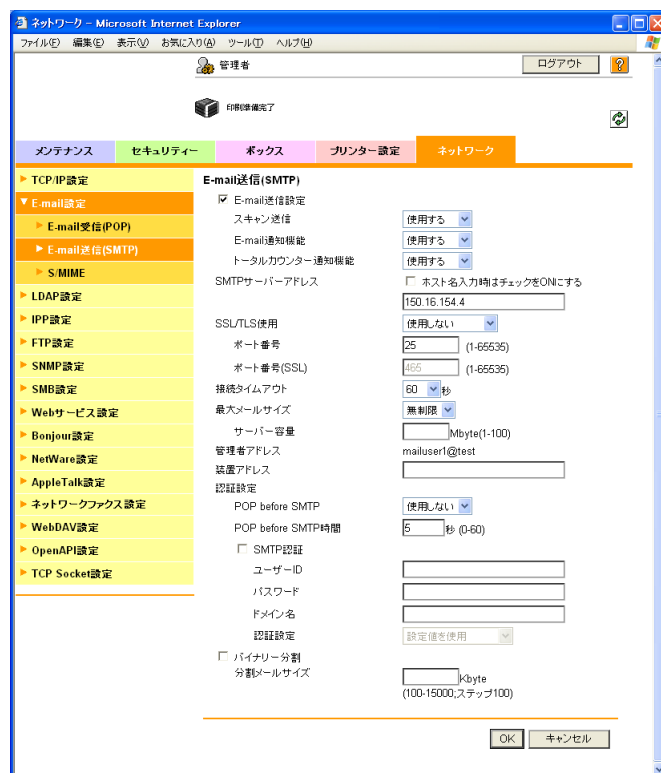 ネットワーク - Microsoft Internet Explorer
ファイル(F) 編集(E) 表示(V) お気に入り(A) ツール(T) ヘルプ(H)
管理者 ログアウト ?
印刷準備完了
メンテナンス セキュリティー ボックス プリンター設定 ネットワーク
TCP/IP設定
E-mail設定
E-mail受信(POP)
E-mail送信(SMTP)
S/MIME
LDAP設定
IPP設定
FTP設定
SNMP設定
SMB設定
Webサービス設定
Bonjour設定
NetWare設定
AppleTalk設定
ネットワークファクス設定
WebDAV設定
OpenAPI設定
TCP Socket設定
E-mail送信(SMTP)
E-mail送信設定
スキャン送信 使用する
E-mail通知機能 使用する
トータルカウンター通知機能 使用する
SMTPサーバーアドレス ホスト名入力時はチェックをONにする
150.16.154.4
SSL/TLS使用 使用しない
ポート番号 25 (1-65535)
ポート番号(SSL) 465 (1-65535)
接続タイムアウト 60 秒
最大メールサイズ 無制限
サーバー容量 Mbyte(1-100)
管理者アドレス mailuser1@test
装置アドレス
認証設定
POP before SMTP 使用しない
POP before SMTP時間 5 秒 (0-60)
SMTP認証
ユーザーID
パスワード
ドメイン名
認証設定 設定値を使用
バイナリー分割
分割メールサイズ Kbyte
(100-15000;ステップ100)
OK キャンセル